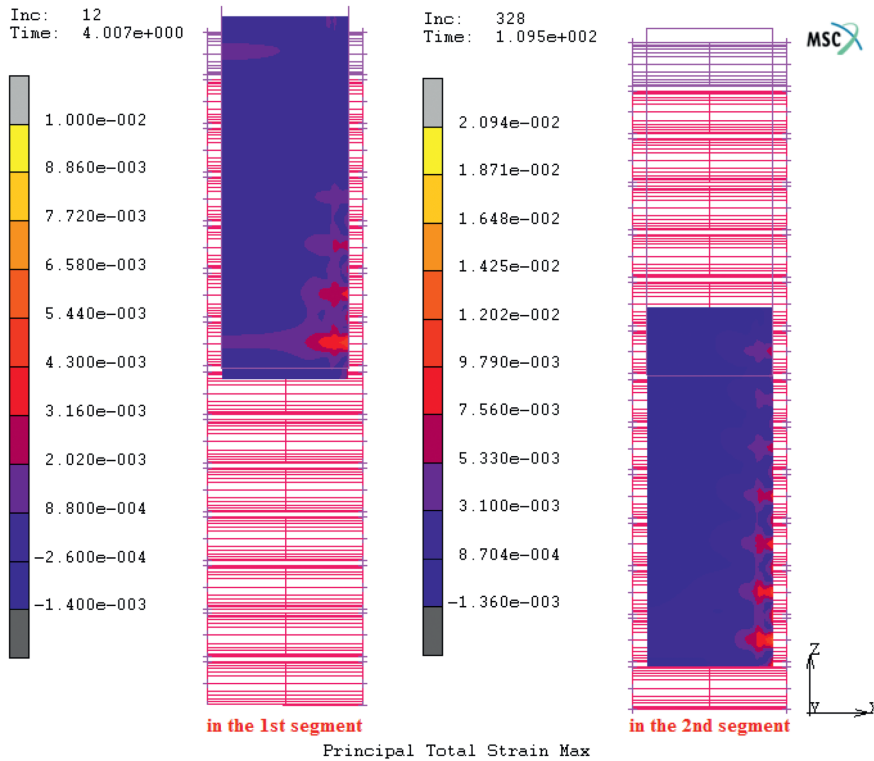 Inc: 12
Time: 4.007e+000
1.000e-002
8.860e-003
7.720e-003
6.580e-003
5.440e-003
4.300e-003
3.160e-003
2.020e-003
8.800e-004
-2.600e-004
-1.400e-003
in the 1st segment
Inc: 328
Time: 1.095e+002
2.094e-002
1.871e-002
1.648e-002
1.425e-002
1.202e-002
9.790e-003
7.560e-003
5.330e-003
3.100e-003
8.704e-004
-1.360e-003
in the 2nd segment
MSC
Z
Y
X
Principal Total Strain Max